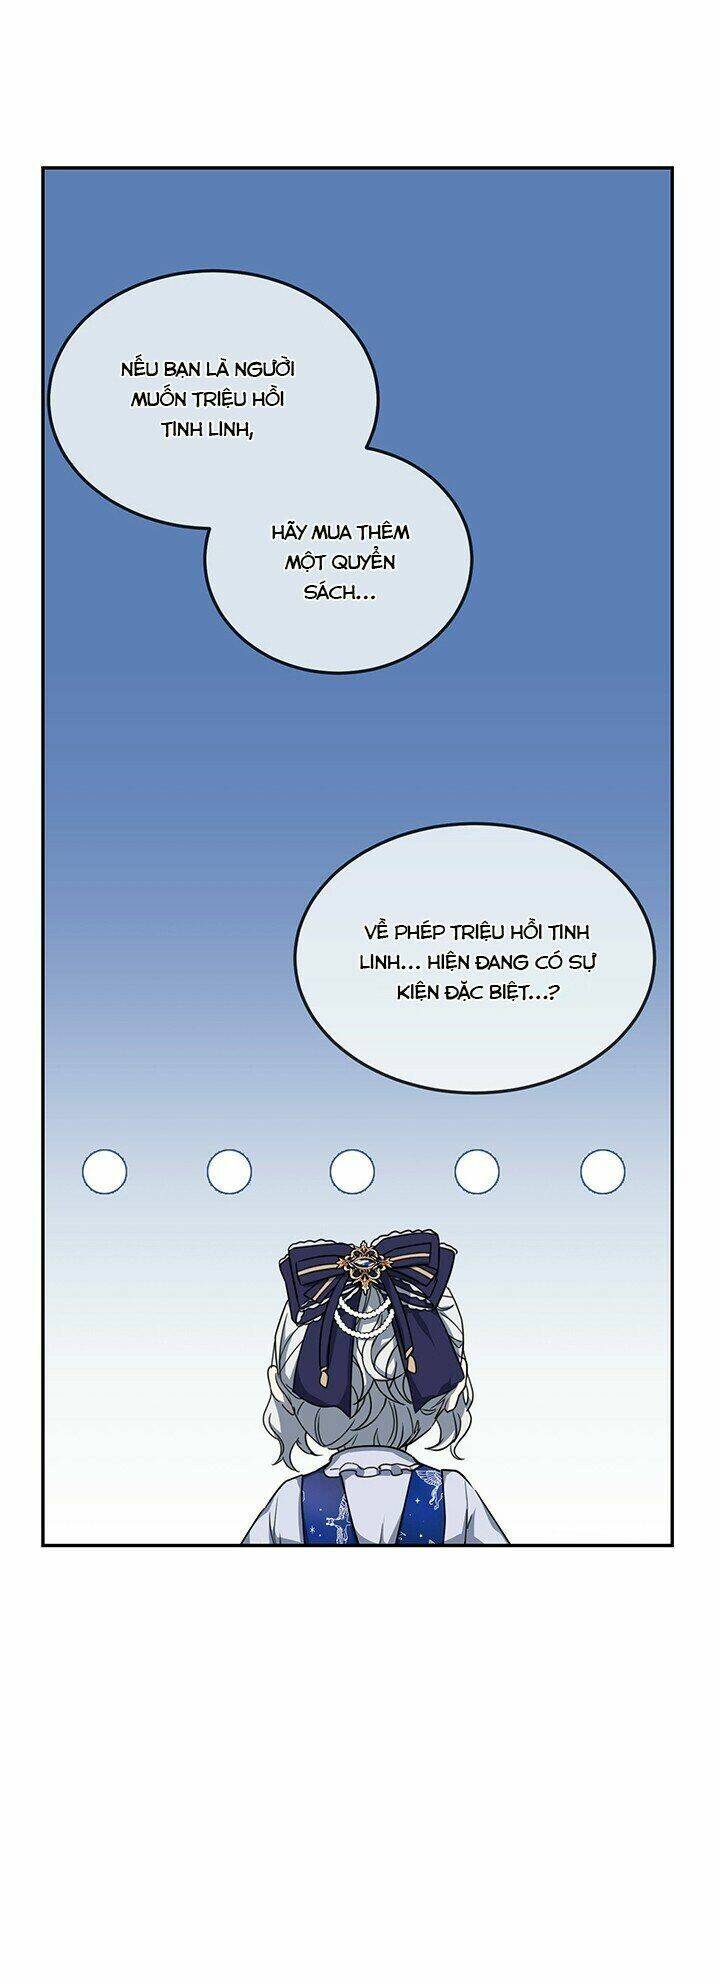 NẾU BẠN LÀ NGƯỜI
MUỐN TRIỆU HỒI
TINH LINH,
HÃY MUA THÊM
MỘT QUYỂN
SÁCH...
VỀ PHÉP TRIỆU HỒI TINH
LINH... HIỆN ĐANG CÓ SỰ
KIỆN ĐẶC BIỆT...?